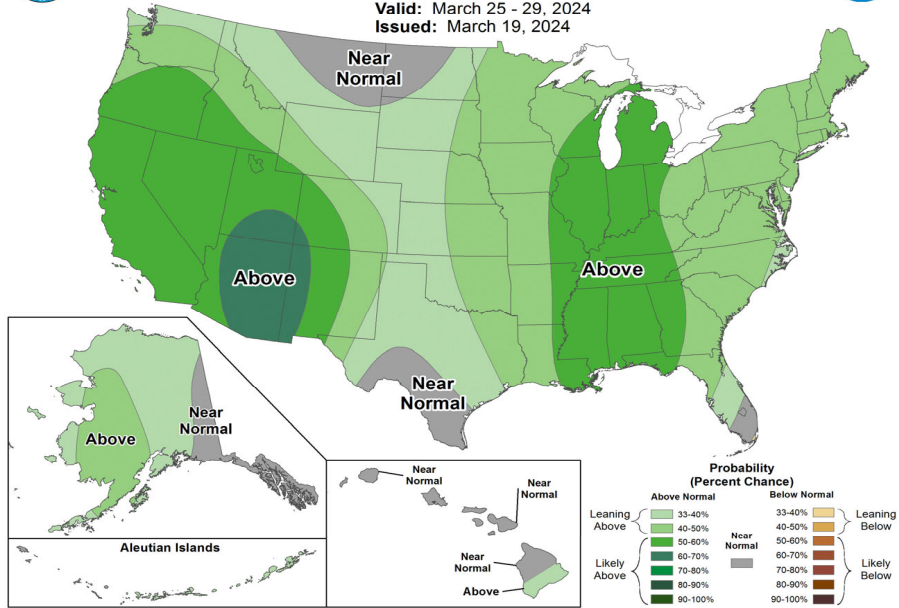 Valid: March 25 - 29, 2024
Issued: March 19, 2024
Near
Normal
Above
Above
Near
Normal
Above
Near
Normal
Aleutian Islands
Near
Normal
Near
Normal
Near
Normal
Above
Probability
(Percent Chance)
Above Normal
Below Normal
Leaning
Above
33-40%
40-50%
Likely
Above
50-60%
60-70%
70-80%
80-90%
90-100%
Near
Normal
33-40%
40-50%
Leaning
Below
50-60%
60-70%
70-80%
80-90%
90-100%
Likely
Below